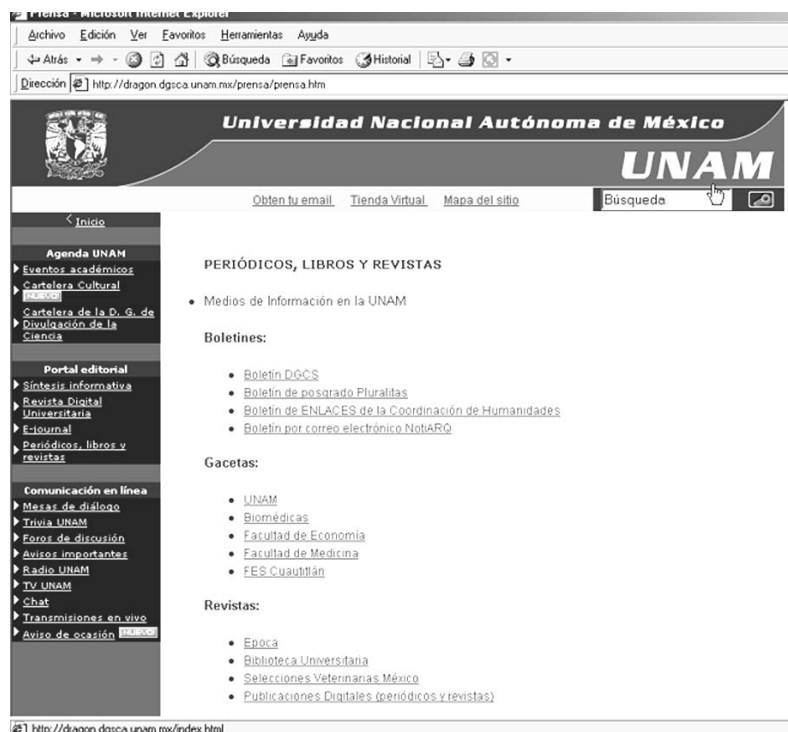 Prensa - Microsoft Internet Explorer
Archivo Edición Ver Favoritos Herramientas Ayuda
Atrás Búsqueda Favoritos Historial
Dirección http://dragon.dgsca.unam.mx/prensa/prensa.htm
Universidad Nacional Autónoma de México
UNAM
Obten tu email Tienda Virtual Mapa del sitio Búsqueda
< Inicio
Agenda UNAM
Eventos académicos
Cartelera Cultural
¡NUEVO!
Cartelera de la D. G. de
Divulgación de la
Ciencia
Portal editorial
Síntesis informativa
Revista Digital
Universitaria
E-journal
Periódicos, libros y
revistas
Comunicación en línea
Mesas de diálogo
Trivia UNAM
Foros de discusión
Avisos importantes
Radio UNAM
TV UNAM
Chat
Transmisiones en vivo
Aviso de ocasión ¡NUEVO!
PERIÓDICOS, LIBROS Y REVISTAS
• Medios de Información en la UNAM
Boletines:
• Boletín DGCS
• Boletín de posgrado Pluralitas
• Boletín de ENLACES de la Coordinación de Humanidades
• Boletín por correo electrónico NotiARQ
Gacetas:
• UNAM
• Biomédicas
• Facultad de Economía
• Facultad de Medicina
• FES Cuautitlán
Revistas:
• Epoca
• Biblioteca Universitaria
• Selecciones Veterinarias México
• Publicaciones Digitales (periódicos y revistas)
http://dragon.dgsca.unam.mx/index.html